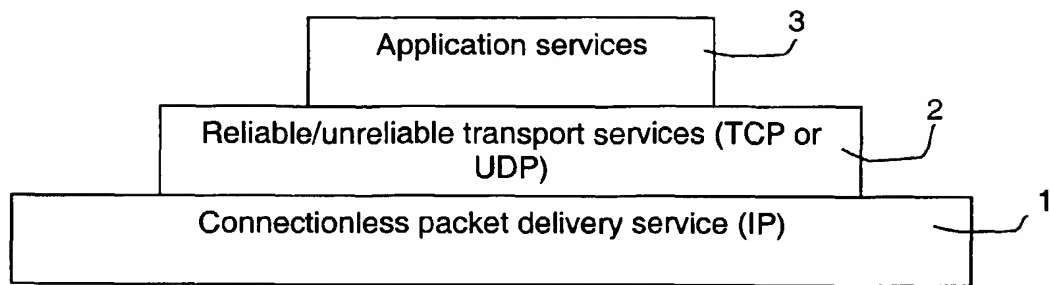 3
Application services
2
Reliable/unreliable transport services (TCP or
UDP)
1
Connectionless packet delivery service (IP)